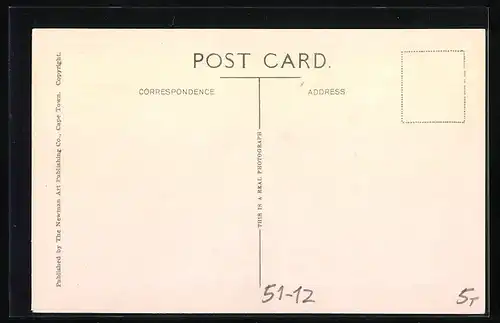 POST CARD.
CORRESPONDENCE
ADDRESS
Published by The Newman Art Publishing Co., Cape Town. Copyright.
THIS IS A REAL PHOTOGRAPH
51-12
5T